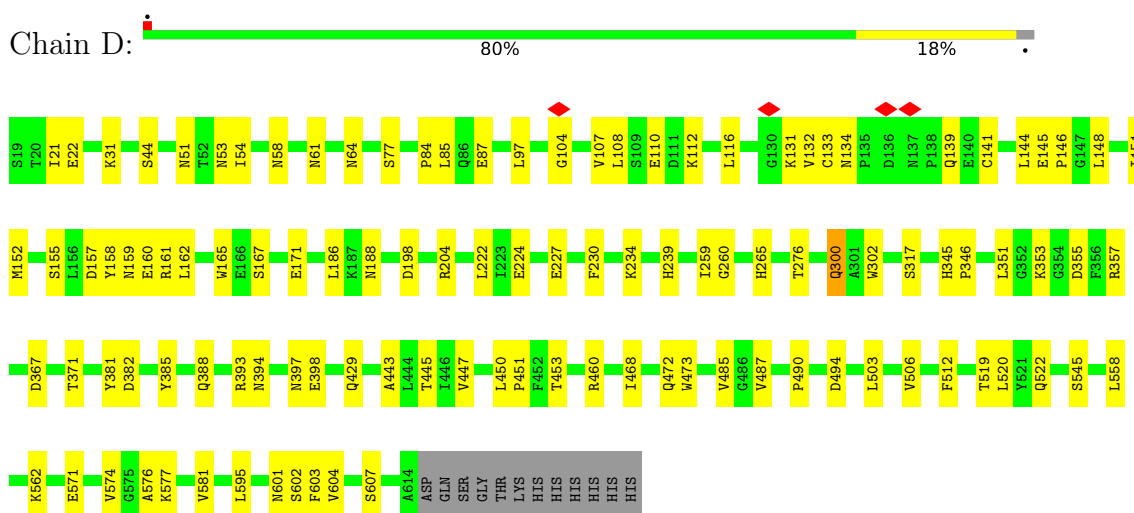 Chain D:
80% 18%
S19 T20 I21 E22 K31 S44 N51 T52 N53 I54 N58 N61 N64 S77 P84 L85 Q86 E87 L97 G104 V107 L108 S109 E110 D111 K112 L116 G130 K131 V132 C133 N134 P135 D136 N137 P138 Q139 E140 C141 L144 E145 P146 G147 L148
M152 S155 L156 D157 Y158 N159 E160 R161 L162 W165 E166 S167 E171 L186 K187 N188 D198 R204 L222 I223 E224 E227 F230 K234 H239 I259 G260 H265 T276 Q300 A301 W302 S317 H345 P346 L351 G352 K353 G354 D355 F356 R357
D367 T371 Y381 D382 Y385 Q388 R393 N394 N397 E398 Q429 A443 L444 T445 I446 V447 L450 P451 F452 T453 R460 I468 Q472 W473 V485 G486 V487 P490 D494 L503 V506 F512 T519 L520 Y521 Q522 S545 L558
K562 E571 V574 G575 A576 K577 V581 L595 N601 S602 F603 V604 S607 A614 ASP GLN SER GLY THR LYS HIS HIS HIS HIS HIS HIS